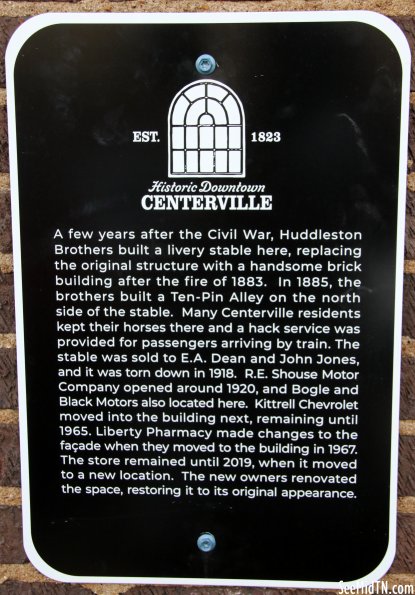 EST. 1823
Historic Downtown
CENTERVILLE
A few years after the Civil War, Huddleston
Brothers built a livery stable here, replacing
the original structure with a handsome brick
building after the fire of 1883. In 1885, the
brothers built a Ten-Pin Alley on the north
side of the stable. Many Centerville residents
kept their horses there and a hack service was
provided for passengers arriving by train. The
stable was sold to E.A. Dean and John Jones,
and it was torn down in 1918. R.E. Shouse Motor
Company opened around 1920, and Bogle and
Black Motors also located here. Kittrell Chevrolet
moved into the building next, remaining until
1965. Liberty Pharmacy made changes to the
façade when they moved to the building in 1967.
The store remained until 2019, when it moved
to a new location. The new owners renovated
the space, restoring it to its original appearance.
SeeMidTN.com